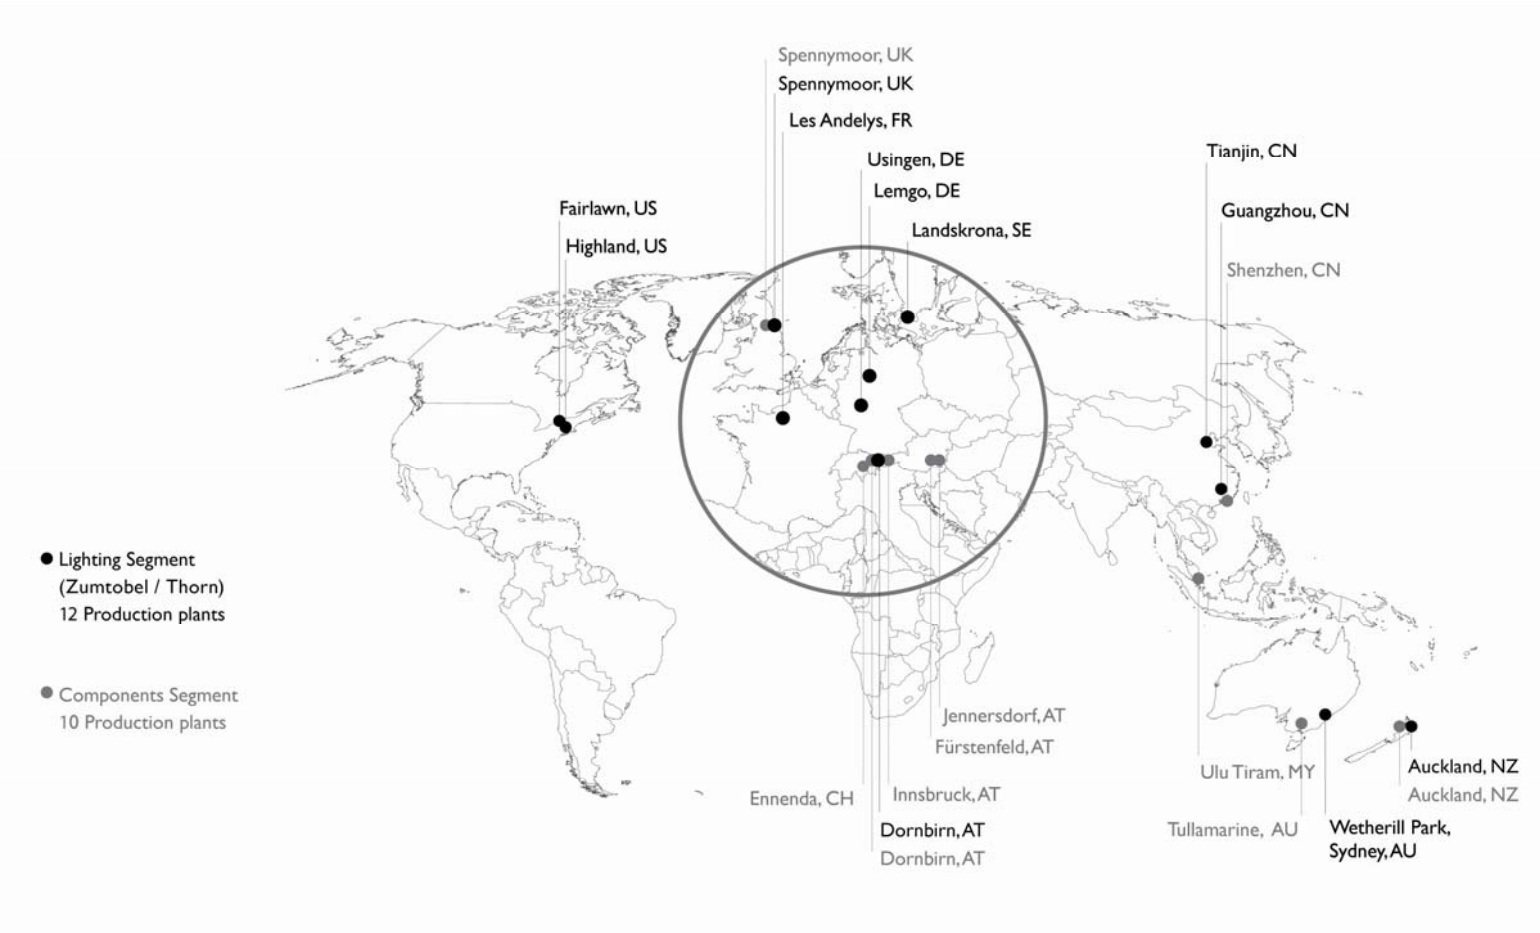 Spennymoor, UK
Spennymoor, UK
Les Andelys, FR
Usingen, DE
Tianjin, CN
Lemgo, DE
Fairlawn, US
Guangzhou, CN
Landskrona, SE
Highland, US
Shenzhen, CN
Lighting Segment
(Zumtobel / Thorn)
12 Production plants
Components Segment
10 Production plants
Jennersdorf, AT
Fürstenfeld, AT
Ulu Tiram, MY
Auckland, NZ
Ennenda, CH
Innsbruck, AT
Auckland, NZ
Dornbirn, AT
Tullamarine, AU
Wetherill Park,
Sydney, AU
Dornbirn, AT